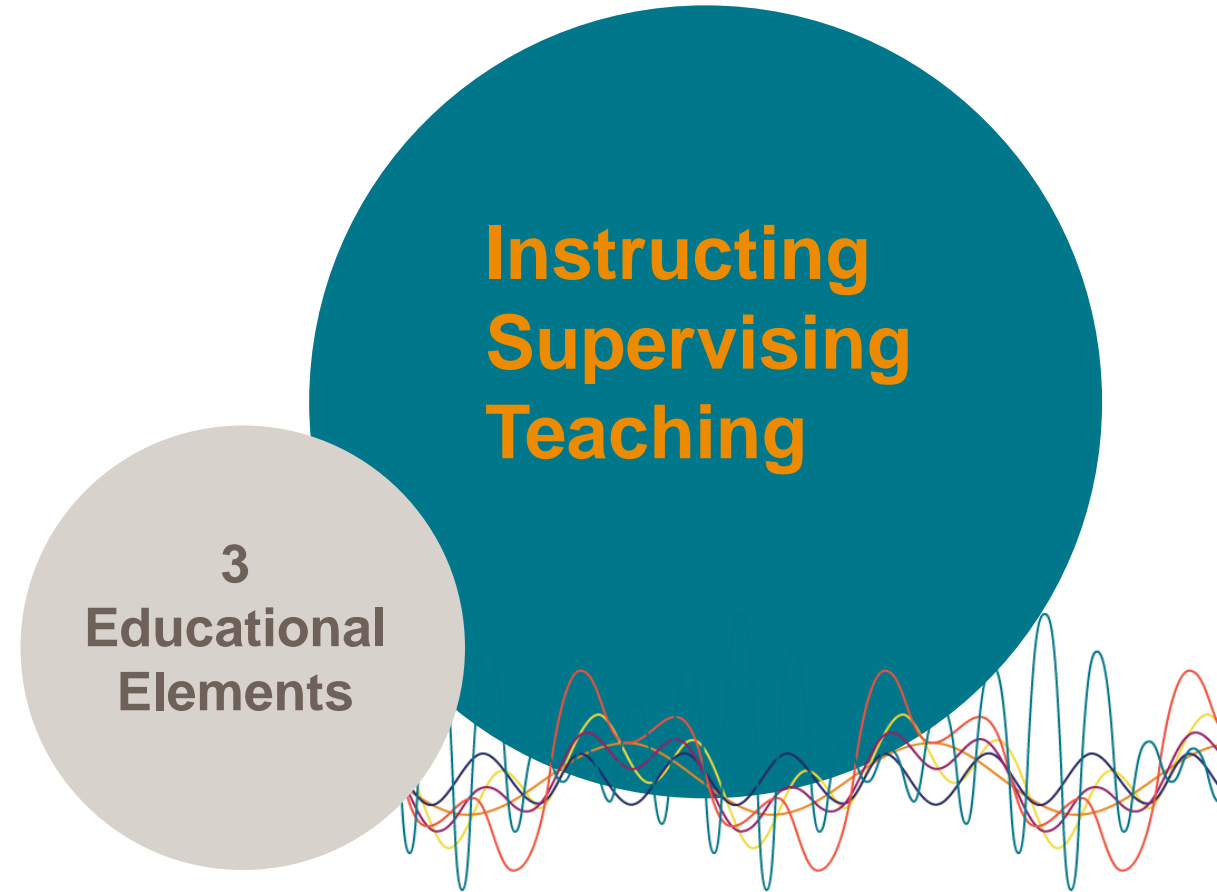 Instructing
Supervising
Teaching
3
Educational
Elements